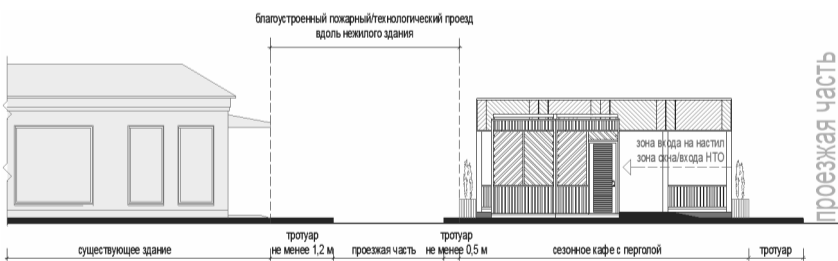 благоустроенный пожарный/технологический проезд
вдоль нежилого здания
проезжая часть
зона входа на настил
зона окна/входа НТО
существующее здание
тротуар
не менее 1,2 м
проезжая часть
тротуар
не менее 0,5 м
сезонное кафе с перголой
тротуар